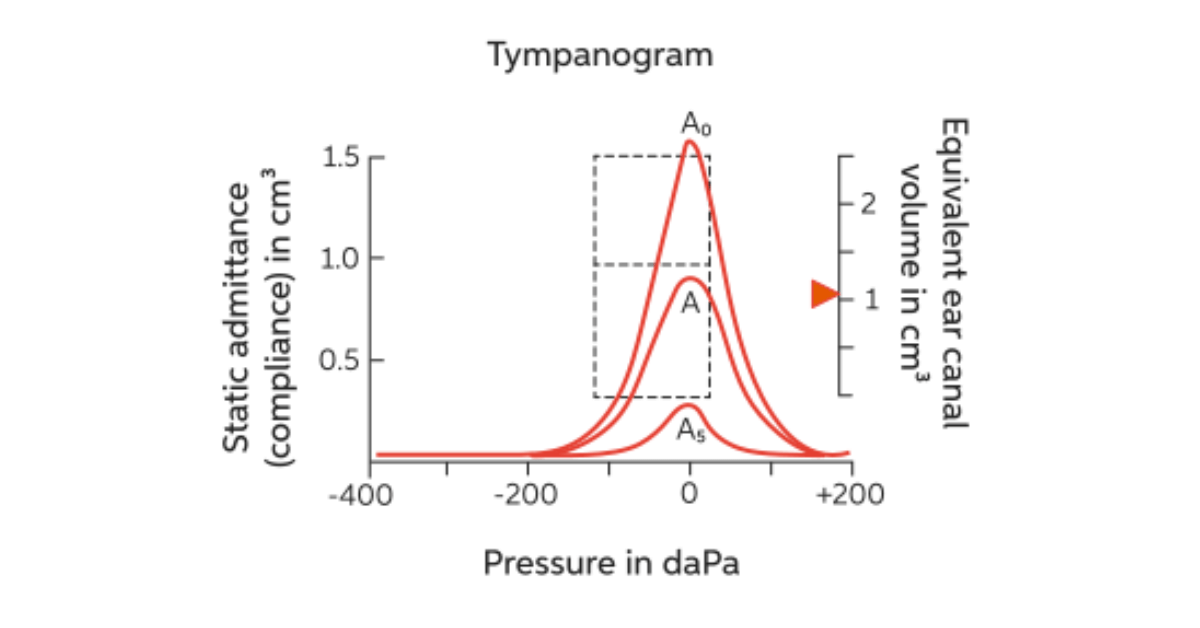 Tympanogram
Static admittance
(compliance) in cm³
1.5
1.0
0.5
A₀
A
A₅
2
1
Equivalent ear canal
volume in cm³
-400
-200
0
+200
Pressure in daPa